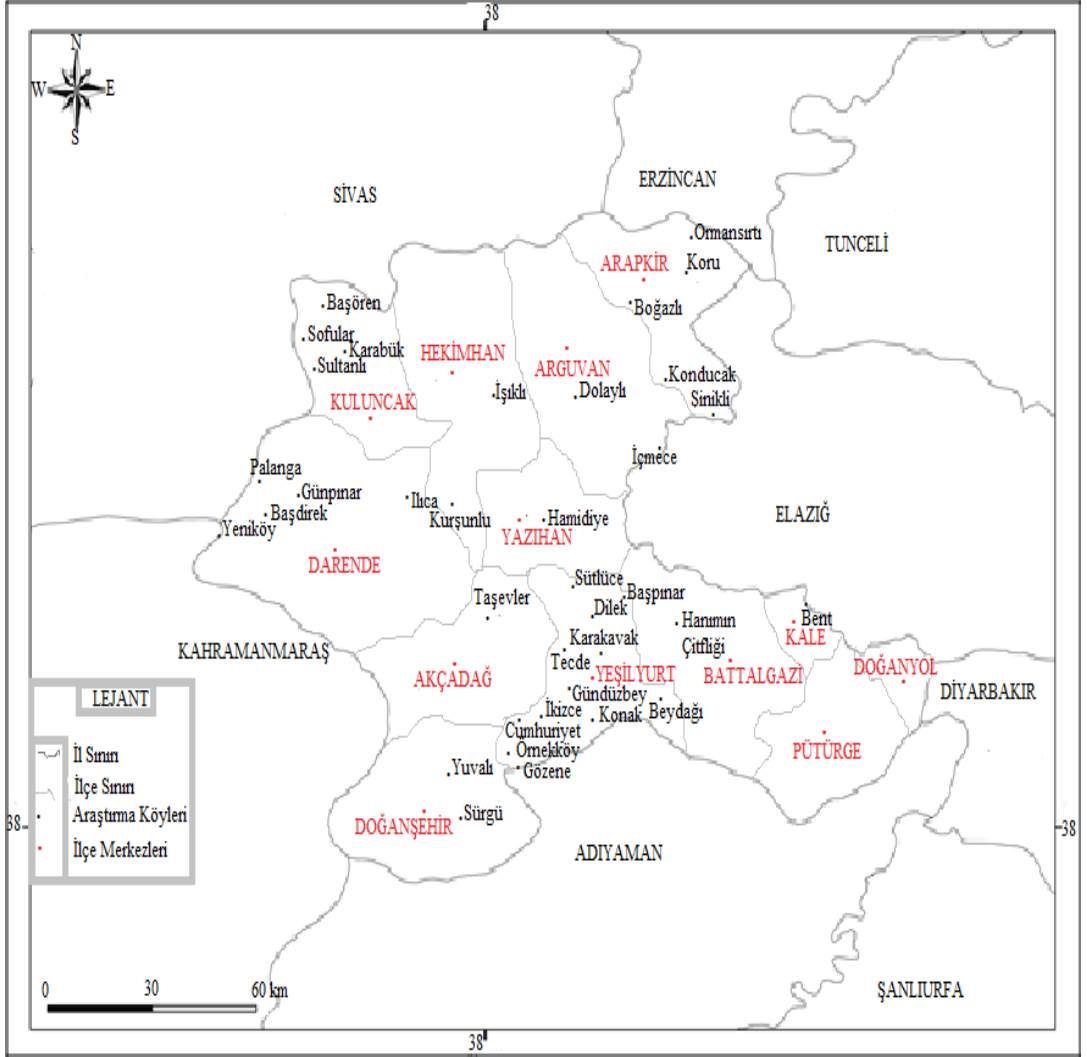 38
N
W
E
S
SİVAS
ERZİNCAN
TUNCELİ
Ormansırtı
Koru
ARAPKİR
Boğazlı
Başören
Sofular
Karabük
Sultanlı
HEKİMHAN
ARGUVAN
Konducak
İşıklı
Dolaylı
Sinikli
KULUNCAK
İçmece
Palanga
Günpınar
Ilıca
Başdirek
Kurşunlu
Hamidiye
ELAZIĞ
Yeniköy
YAZIHAN
DARENDE
Sütlüce
Başpınar
Taşevler
Dilek
Hanımın
Çitfliği
Bent
KALE
Karakavak
KAHRAMANMARAŞ
Tecde
DOĞANYOL
AKÇADAĞ
YEŞİLYURT
BATTALGAZİ
DİYARBAKIR
Gündüzbey
İkizce
Konak
Beydağı
Cumhuriyet
Örnekköy
PÜTÜRGE
Yuvalı
Gözene
DOĞANŞEHİR
Sürgü
ADIYAMAN
ŞANLIURFA
LEJANT
İl Sınırı
İlçe Sınırı
Araştırma Köyleri
İlçe Merkezleri
38
38
0 30 60 km
38